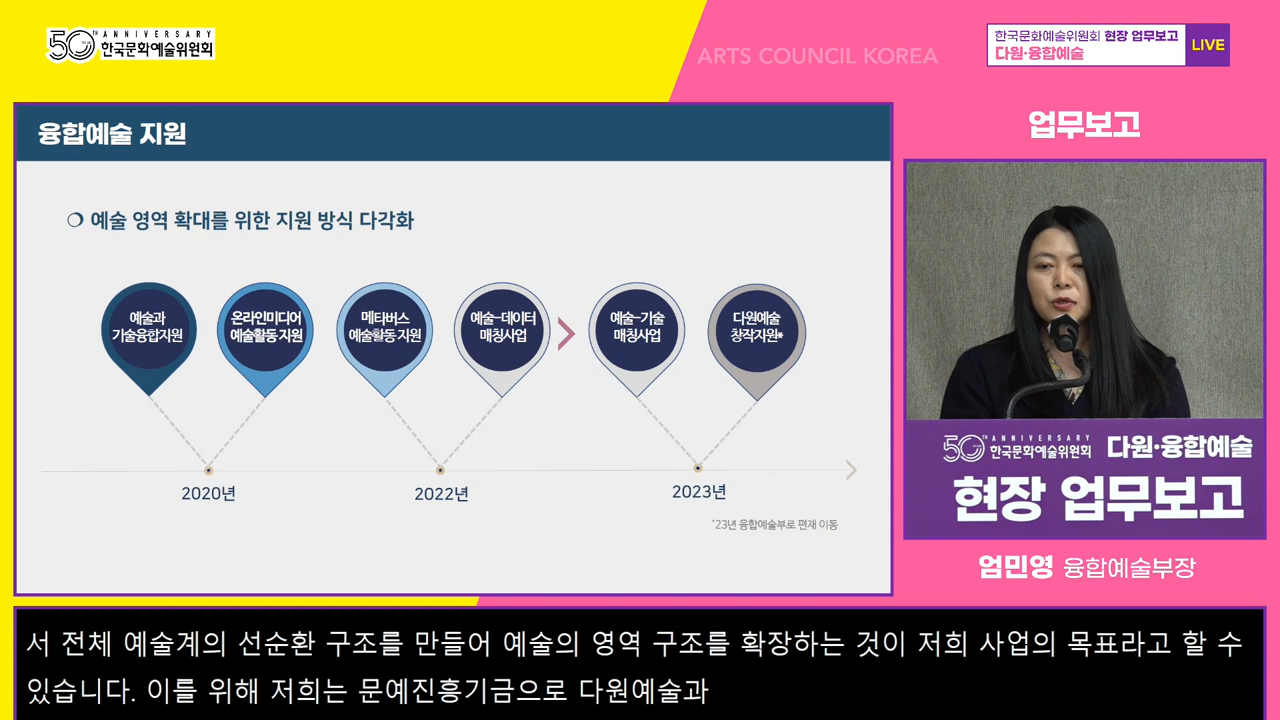 50TH ANNIVERSARY
한국문화예술위원회
ARTS COUNCIL KOREA
한국문화예술위원회 현장 업무보고
다원·융합예술
LIVE
융합예술 지원
❍ 예술 영역 확대를 위한 지원 방식 다각화
예술과
기술융합지원
온라인미디어
예술활동 지원
메타버스
예술활동 지원
예술-데이터
매칭사업
예술-기술
매칭사업
다원예술
창작지원*
2020년
2022년
2023년
'23년 융합예술부로 편재 이동
업무보고
50TH ANNIVERSARY
한국문화예술위원회
다원·융합예술
현장 업무보고
엄민영 융합예술부장
서 전체 예술계의 선순환 구조를 만들어 예술의 영역 구조를 확장하는 것이 저희 사업의 목표라고 할 수
있습니다. 이를 위해 저희는 문예진흥기금으로 다원예술과